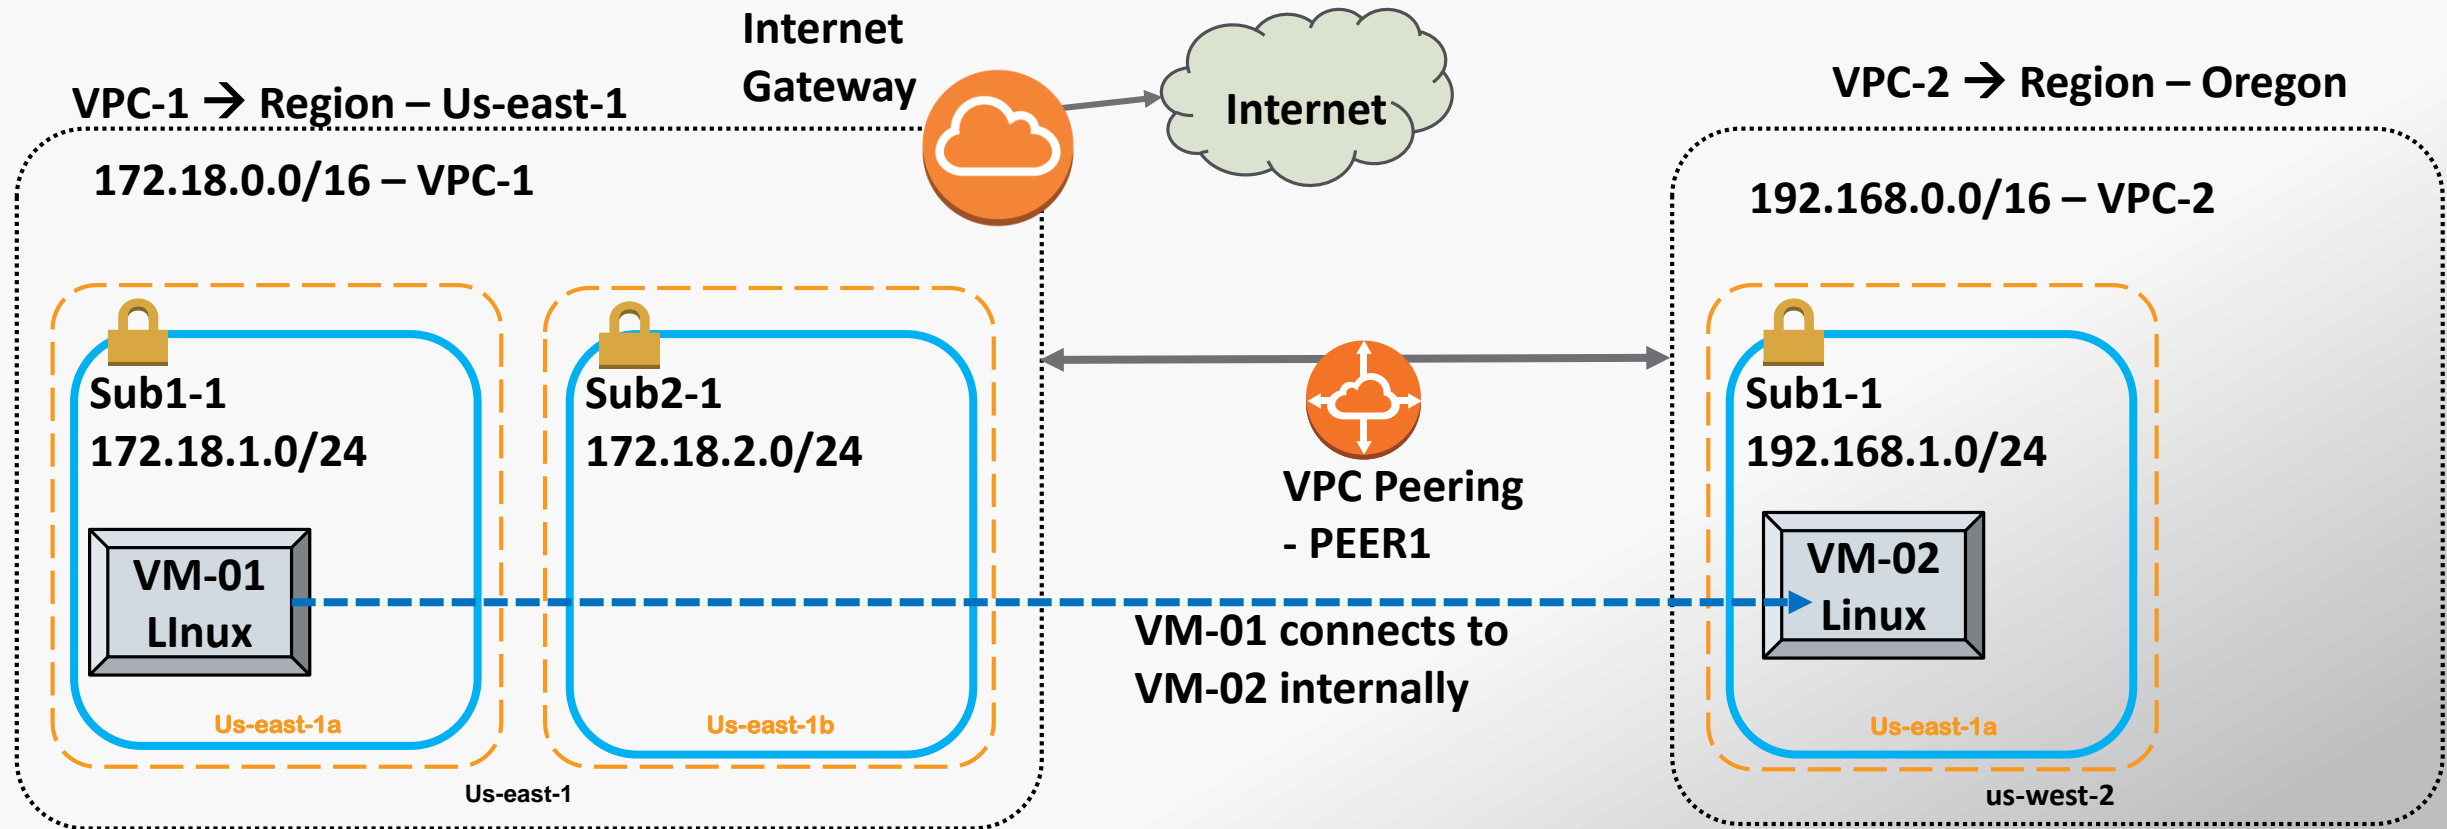 Internet
Gateway
Internet
VPC-1 → Region – Us-east-1
VPC-2 → Region – Oregon
172.18.0.0/16 – VPC-1
192.168.0.0/16 – VPC-2
Sub1-1
172.18.1.0/24
VM-01
LInux
Us-east-1a
Sub2-1
172.18.2.0/24
Us-east-1b
Us-east-1
VPC Peering
- PEER1
VM-01 connects to
VM-02 internally
Sub1-1
192.168.1.0/24
VM-02
Linux
Us-east-1a
us-west-2